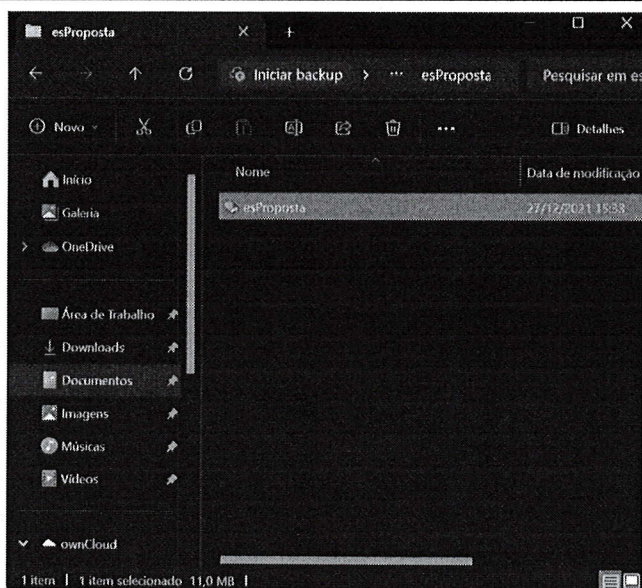 esProposta
Iniciar backup > ... esProposta Pesquisar em es
Novo Detalhes
Nome Data de modificação
Início
Galeria
esProposta 27/12/2021 15:33
OneDrive
Área de Trabalho
Downloads
Documentos
Imagens
Músicas
Vídeos
ownCloud
1 item | 1 item selecionado 11,0 MB |